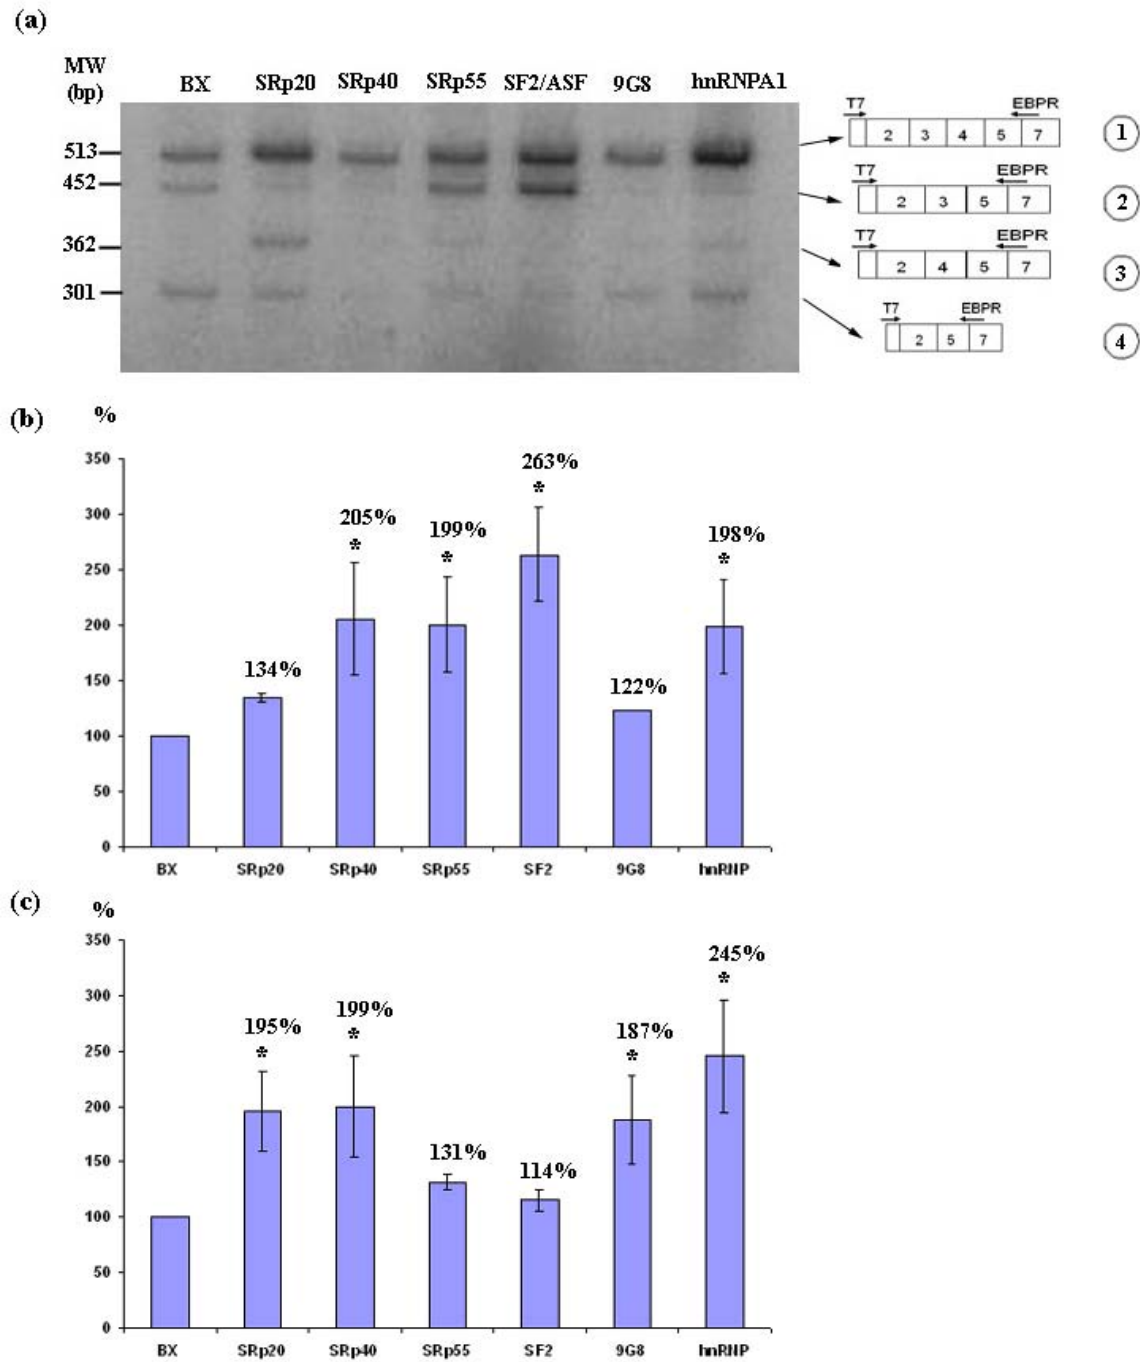 (a)
MW
(bp)
BX SRp20 SRp40 SRp55 SF2/ASF 9G8 hnRNPA1
513
452
362
301
T7 EBPR
2 3 4 5 7
1
T7 EBPR
2 3 5 7
2
T7 EBPR
2 4 5 7
3
T7 EBPR
2 5 7
4
(b)
%
350
300
250
200
150
100
50
0
134%
205%
*
199%
*
263%
*
122%
198%
*
BX SRp20 SRp40 SRp55 SF2 9G8 hnRNP
(c)
%
350
300
250
200
150
100
50
0
195%
*
199%
*
131%
114%
187%
*
245%
*
BX SRp20 SRp40 SRp55 SF2 9G8 hnRNP